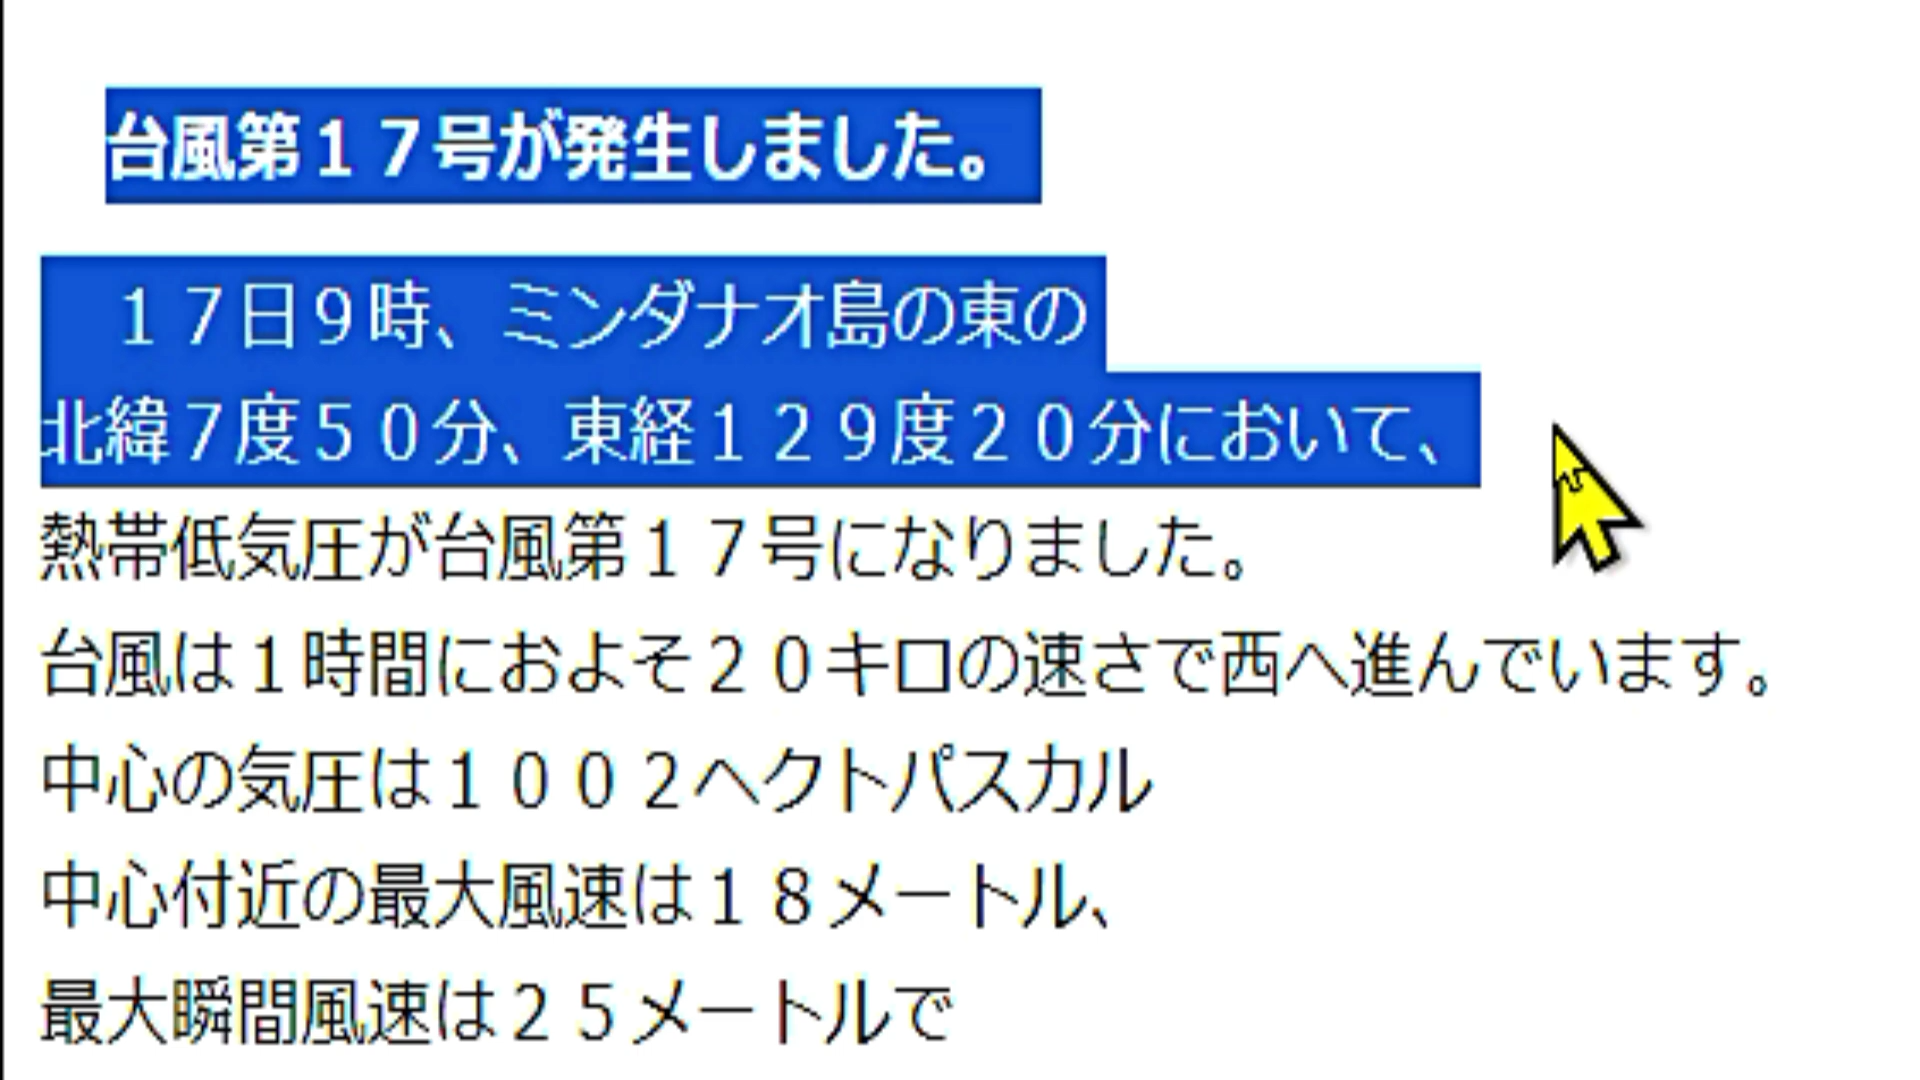 台風第１７号が発生しました。
　１７日９時、ミンダナオ島の東の
北緯７度５０分、東経１２９度２０分において、
熱帯低気圧が台風第１７号になりました。
台風は１時間におよそ２０キロの速さで西へ進んでいます。
中心の気圧は１００２ヘクトパスカル
中心付近の最大風速は１８メートル、
最大瞬間風速は２５メートルで